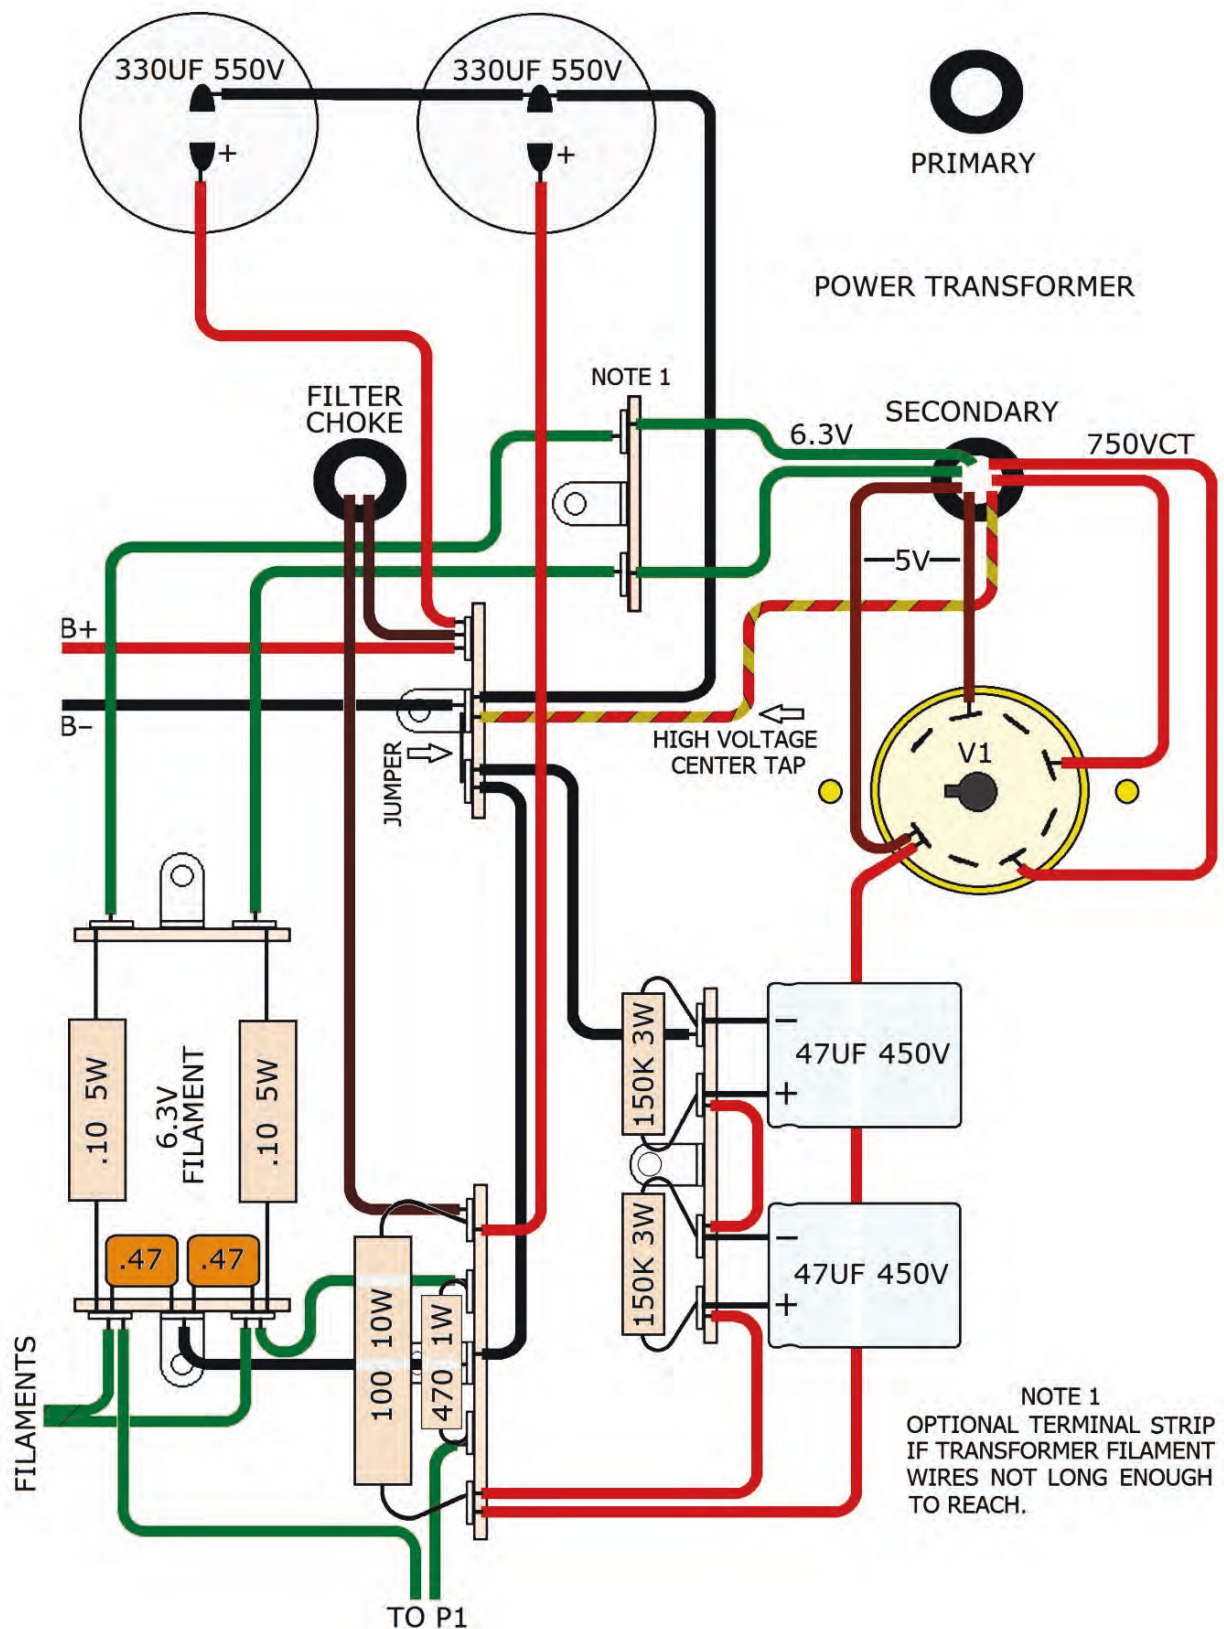 330UF 550V
+
330UF 550V
+
PRIMARY
POWER TRANSFORMER
NOTE 1
FILTER
CHOKE
SECONDARY
6.3V
750VCT
5V
B+
B−
JUMPER
HIGH VOLTAGE
CENTER TAP
V1
.10 5W
6.3V
FILAMENT
.10 5W
150K 3W
−
47UF 450V
+
150K 3W
−
47UF 450V
+
.47
.47
100 10W
470 1W
FILAMENTS
NOTE 1
OPTIONAL TERMINAL STRIP
IF TRANSFORMER FILAMENT
WIRES NOT LONG ENOUGH
TO REACH.
TO P1